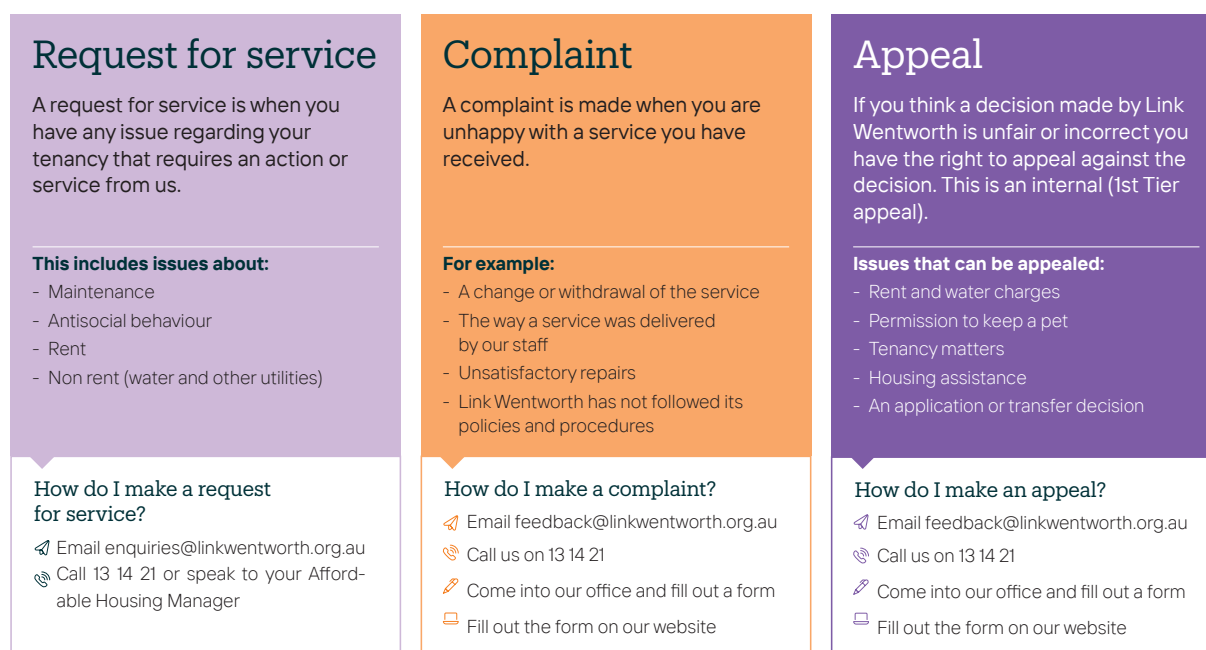 Request for service
A request for service is when you
have any issue regarding your
tenancy that requires an action or
service from us.
This includes issues about:
- Maintenance
- Antisocial behaviour
- Rent
- Non rent (water and other utilities)
How do I make a request
for service?
Email enquiries@linkwentworth.org.au
Call 13 14 21 or speak to your Afford-
able Housing Manager
Complaint
A complaint is made when you are
unhappy with a service you have
received.
For example:
- A change or withdrawal of the service
- The way a service was delivered
by our staff
- Unsatisfactory repairs
- Link Wentworth has not followed its
policies and procedures
How do I make a complaint?
Email feedback@linkwentworth.org.au
Call us on 13 14 21
Come into our office and fill out a form
Fill out the form on our website
Appeal
If you think a decision made by Link
Wentworth is unfair or incorrect you
have the right to appeal against the
decision. This is an internal (1st Tier
appeal).
Issues that can be appealed:
- Rent and water charges
- Permission to keep a pet
- Tenancy matters
- Housing assistance
- An application or transfer decision
How do I make an appeal?
Email feedback@linkwentworth.org.au
Call us on 13 14 21
Come into our office and fill out a form
Fill out the form on our website